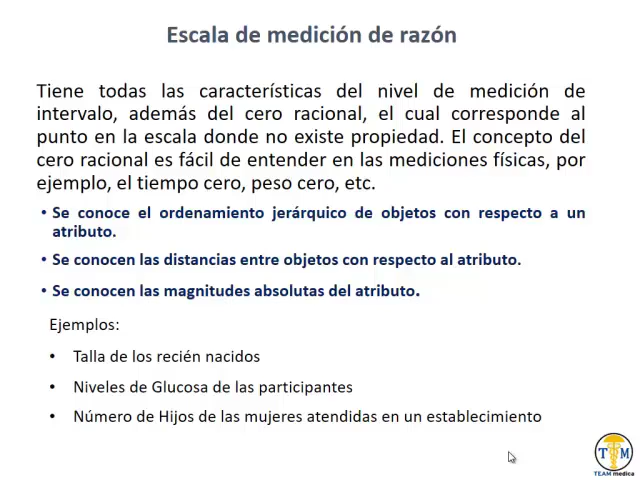 Escala de medición de razón
Tiene todas las características del nivel de medición de
intervalo, además del cero racional, el cual corresponde al
punto en la escala donde no existe propiedad. El concepto del
cero racional es fácil de entender en las mediciones físicas, por
ejemplo, el tiempo cero, peso cero, etc.
• Se conoce el ordenamiento jerárquico de objetos con respecto a un
atributo.
• Se conocen las distancias entre objetos con respecto al atributo.
• Se conocen las magnitudes absolutas del atributo.
Ejemplos:
• Talla de los recién nacidos
• Niveles de Glucosa de las participantes
• Número de Hijos de las mujeres atendidas en un establecimiento
T M
TEAM medica